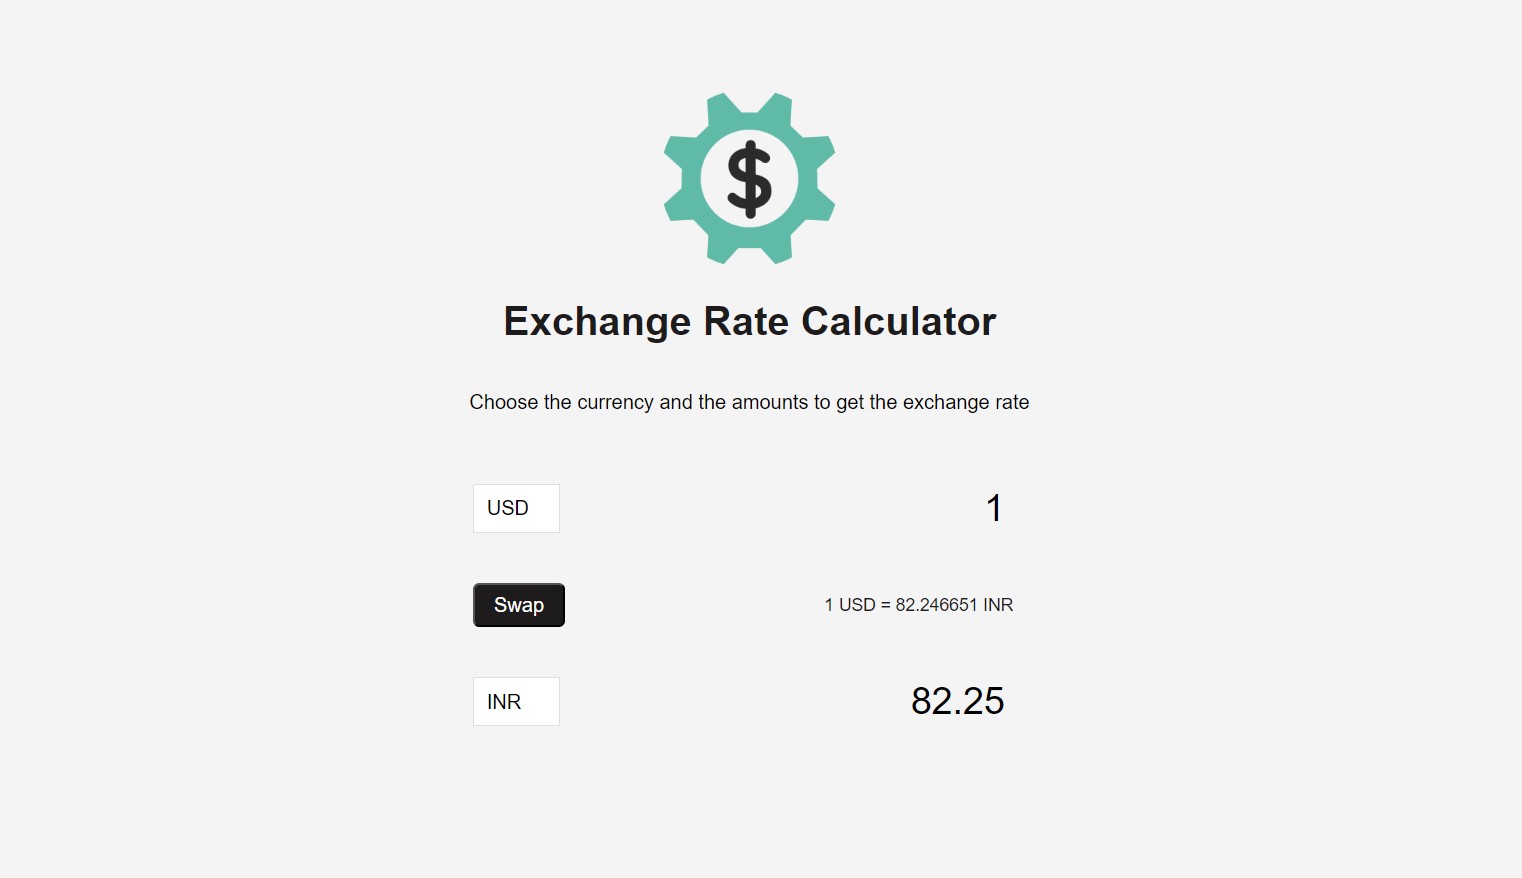 $
Exchange Rate Calculator
Choose the currency and the amounts to get the exchange rate
USD 1
Swap 1 USD = 82.246651 INR
INR 82.25